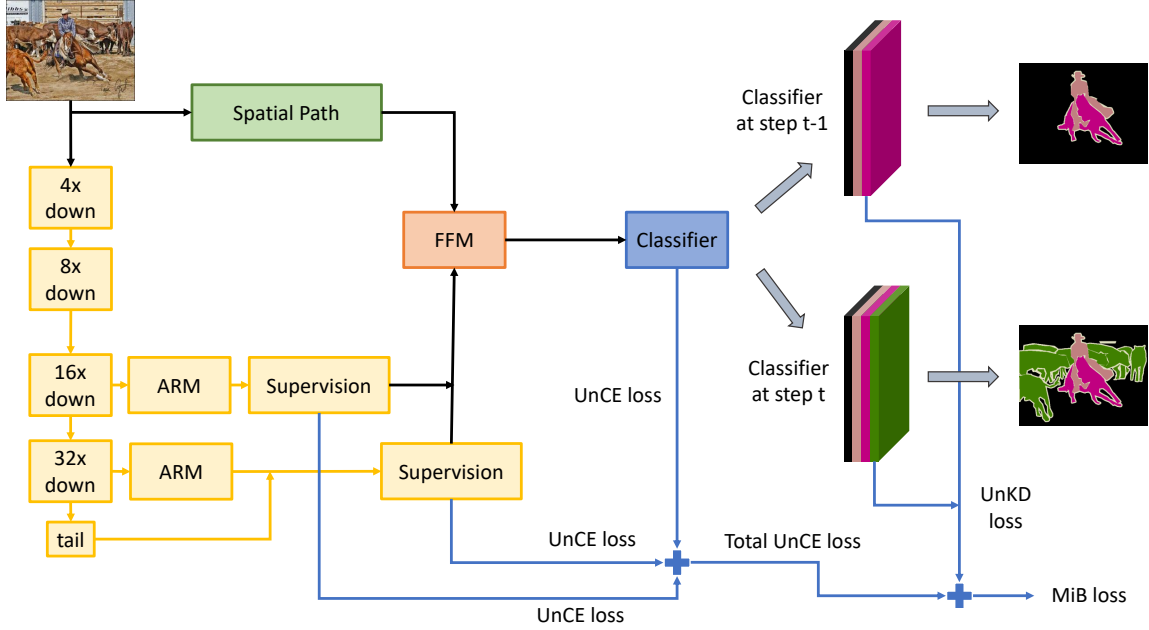 Spatial Path
Classifier
at step t-1
4x
down
FFM
Classifier
8x
down
16x
down
ARM
Supervision
UnCE loss
Classifier
at step t
32x
down
ARM
Supervision
UnKD
loss
tail
UnCE loss
Total UnCE loss
UnCE loss
MiB loss